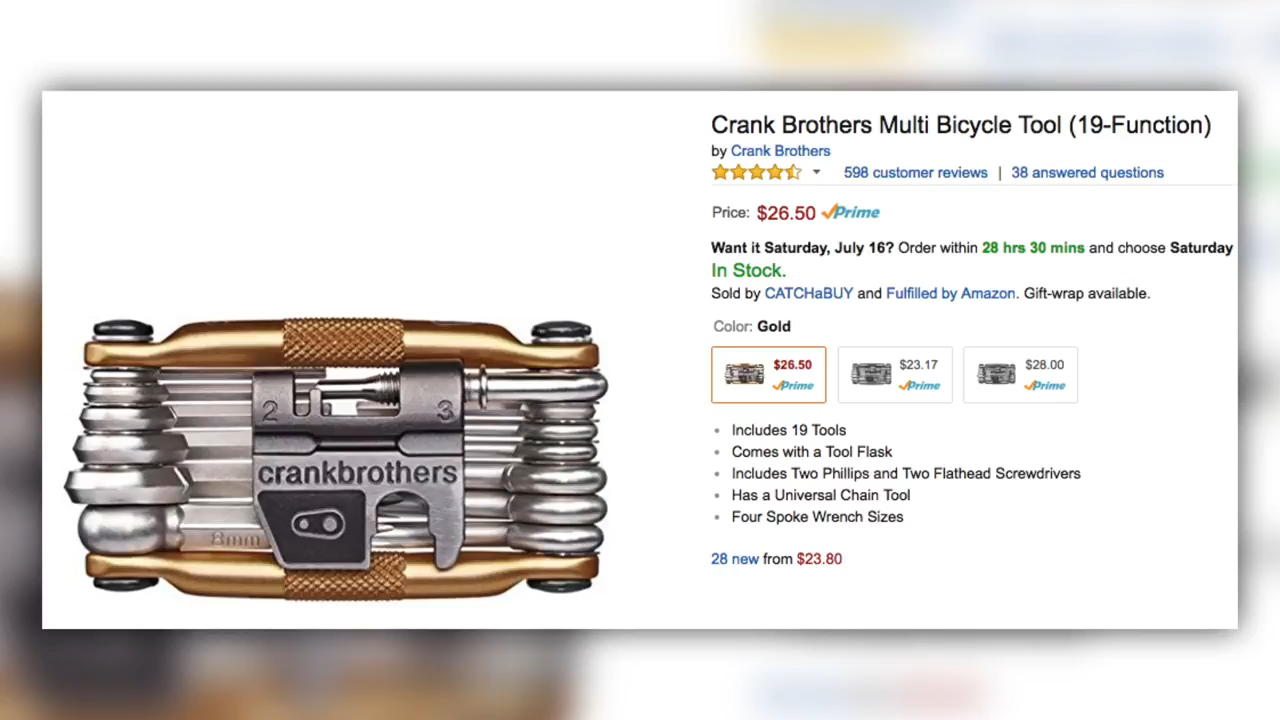 Crank Brothers Multi Bicycle Tool (19-Function)
by Crank Brothers
598 customer reviews | 38 answered questions
Price: $26.50 Prime
Want it Saturday, July 16? Order within 28 hrs 30 mins and choose Saturday
In Stock.
Sold by CATCHaBUY and Fulfilled by Amazon. Gift-wrap available.
Color: Gold
$26.50 Prime
$23.17 Prime
$28.00 Prime
Includes 19 Tools
Comes with a Tool Flask
Includes Two Phillips and Two Flathead Screwdrivers
Has a Universal Chain Tool
Four Spoke Wrench Sizes
28 new from $23.80
2 3
crankbrothers
8mm